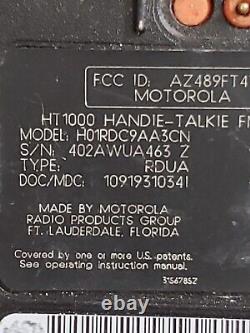 FCC ID: AZ489FT4
MOTOROLA
HT1000 HANDIE-TALKIE FM
MODEL: H01RDC9AA3CN
S/N: 402AWUA463 Z
TYPE: RDUA
DOC/MDC: 1091931034I
MADE BY MOTOROLA
RADIO PRODUCTS GROUP
FT. LAUDERDALE, FLORIDA
Covered by one or more U.S. patents.
See operating instruction manual.
3156785Z